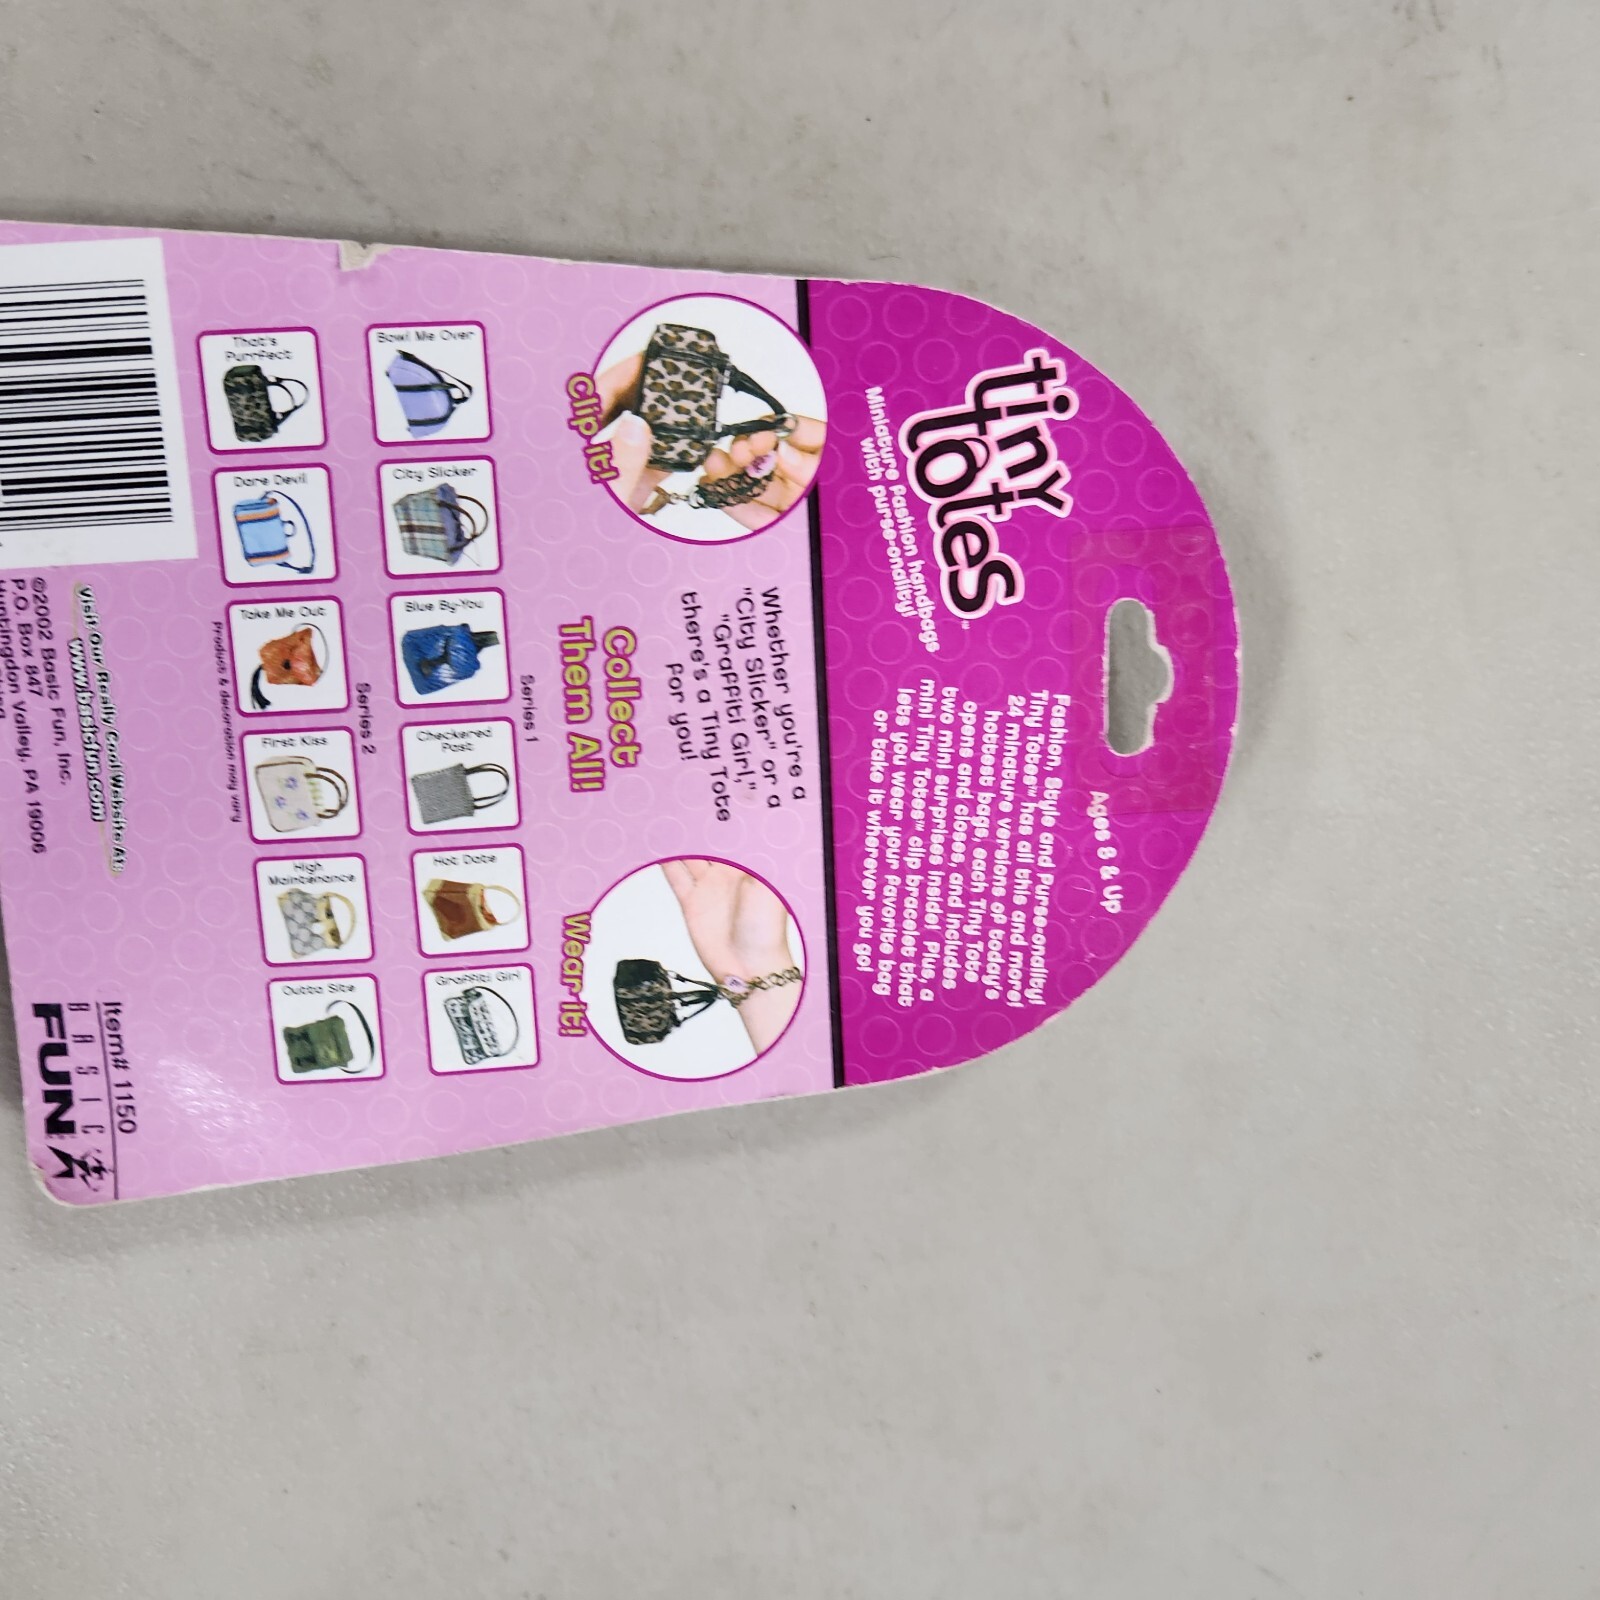 Ages 8 & Up
tiny
Totes™
Miniature fashion handbags
with purse-onality!
Fashion, Style and Purse-onality!
Tiny Totes™ has all this and more!
24 minature versions of today's
hottest bags, each Tiny Tote
opens and closes, and includes
two mini surprises inside! Plus, a
mini Tiny Totes™ clip bracelet that
lets you wear your favorite bag
or take it wherever you go!
Clip it!
Whether you're a
"City Slicker" or a
"Graffiti Girl,"
there's a Tiny Tote
for you!
Collect
Them All!
Wear it!
Series 1
Bowl Me Over
City Slicker
Blue By-You
Checkered
Past
Hot Date
Graffiti Girl
Series 2
That's
Purrfect
Dare Devil
Take Me Out
First Kiss
High
Maintenance
Outta Site
Product & decoration may vary
Visit Our Really Cool Website At:
www.basicfun.com
©2002 Basic Fun, Inc.
P.O. Box 847
Huntingdon Valley, PA 19006
Item# 1150
BASIC
FUN